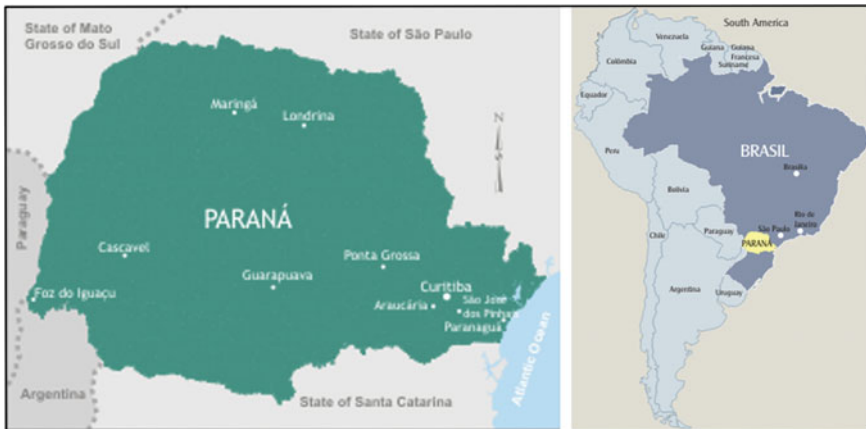 State of Mato
Grosso do Sul
State of São Paulo
Maringá
Londrina
N
Paraguay
PARANÁ
Cascavel
Ponta Grossa
Guarapuava
Curitiba
Foz do Iguaçu
Araucária
São José
dos Pinhais
Paranaguá
Atlantic Ocean
Argentina
State of Santa Catarina
South America
Venezuela
Guiana
Guiana
Francesa
Suriname
Colômbia
Equador
Peru
BRASIL
Brasília
Bolívia
Rio de
Janeiro
São Paulo
Paraguay
PARANÁ
Chile
Argentina
Uruguay